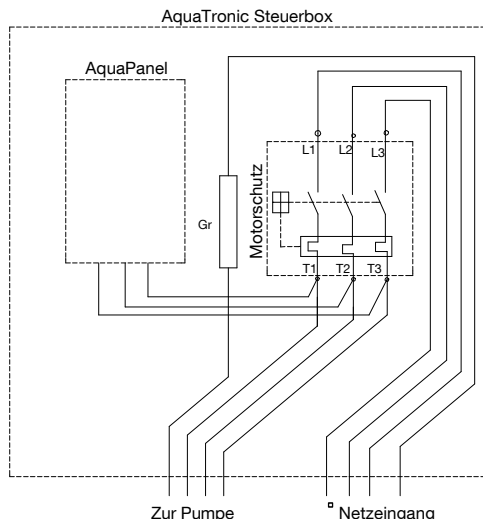 AquaTronic Steuerbox
AquaPanel
L1
L2
L3
Gr
Motorschutz
T1
T2
T3
Zur Pumpe
Netzeingang